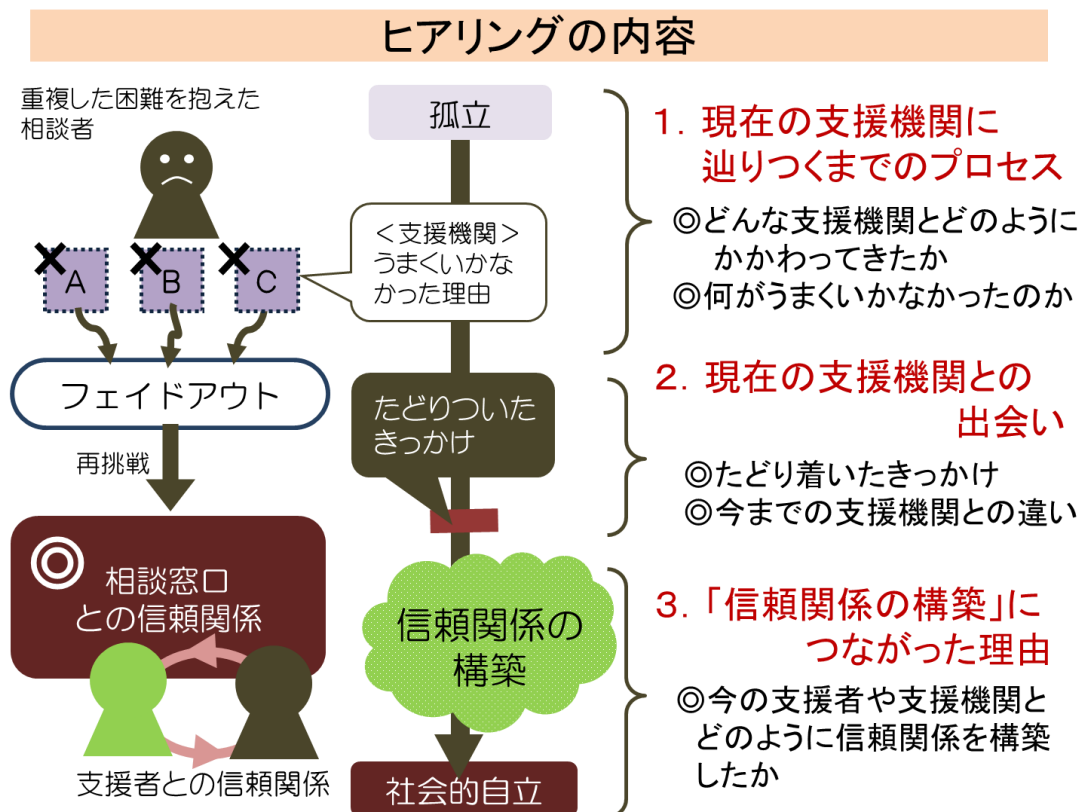 ヒアリングの内容
重複した困難を抱えた
相談者
A
B
C
フェイドアウト
再挑戦
◎
相談窓口
との信頼関係
支援者との信頼関係
孤立
＜支援機関＞
うまくいかな
かった理由
たどりついた
きっかけ
信頼関係の
構築
社会的自立
１．現在の支援機関に
辿りつくまでのプロセス
◎どんな支援機関とどのように
かかわってきたか
◎何がうまくいかなかったのか
２．現在の支援機関との
出会い
◎たどり着いたきっかけ
◎今までの支援機関との違い
３．「信頼関係の構築」に
つながった理由
◎今の支援者や支援機関と
どのように信頼関係を構築
したか